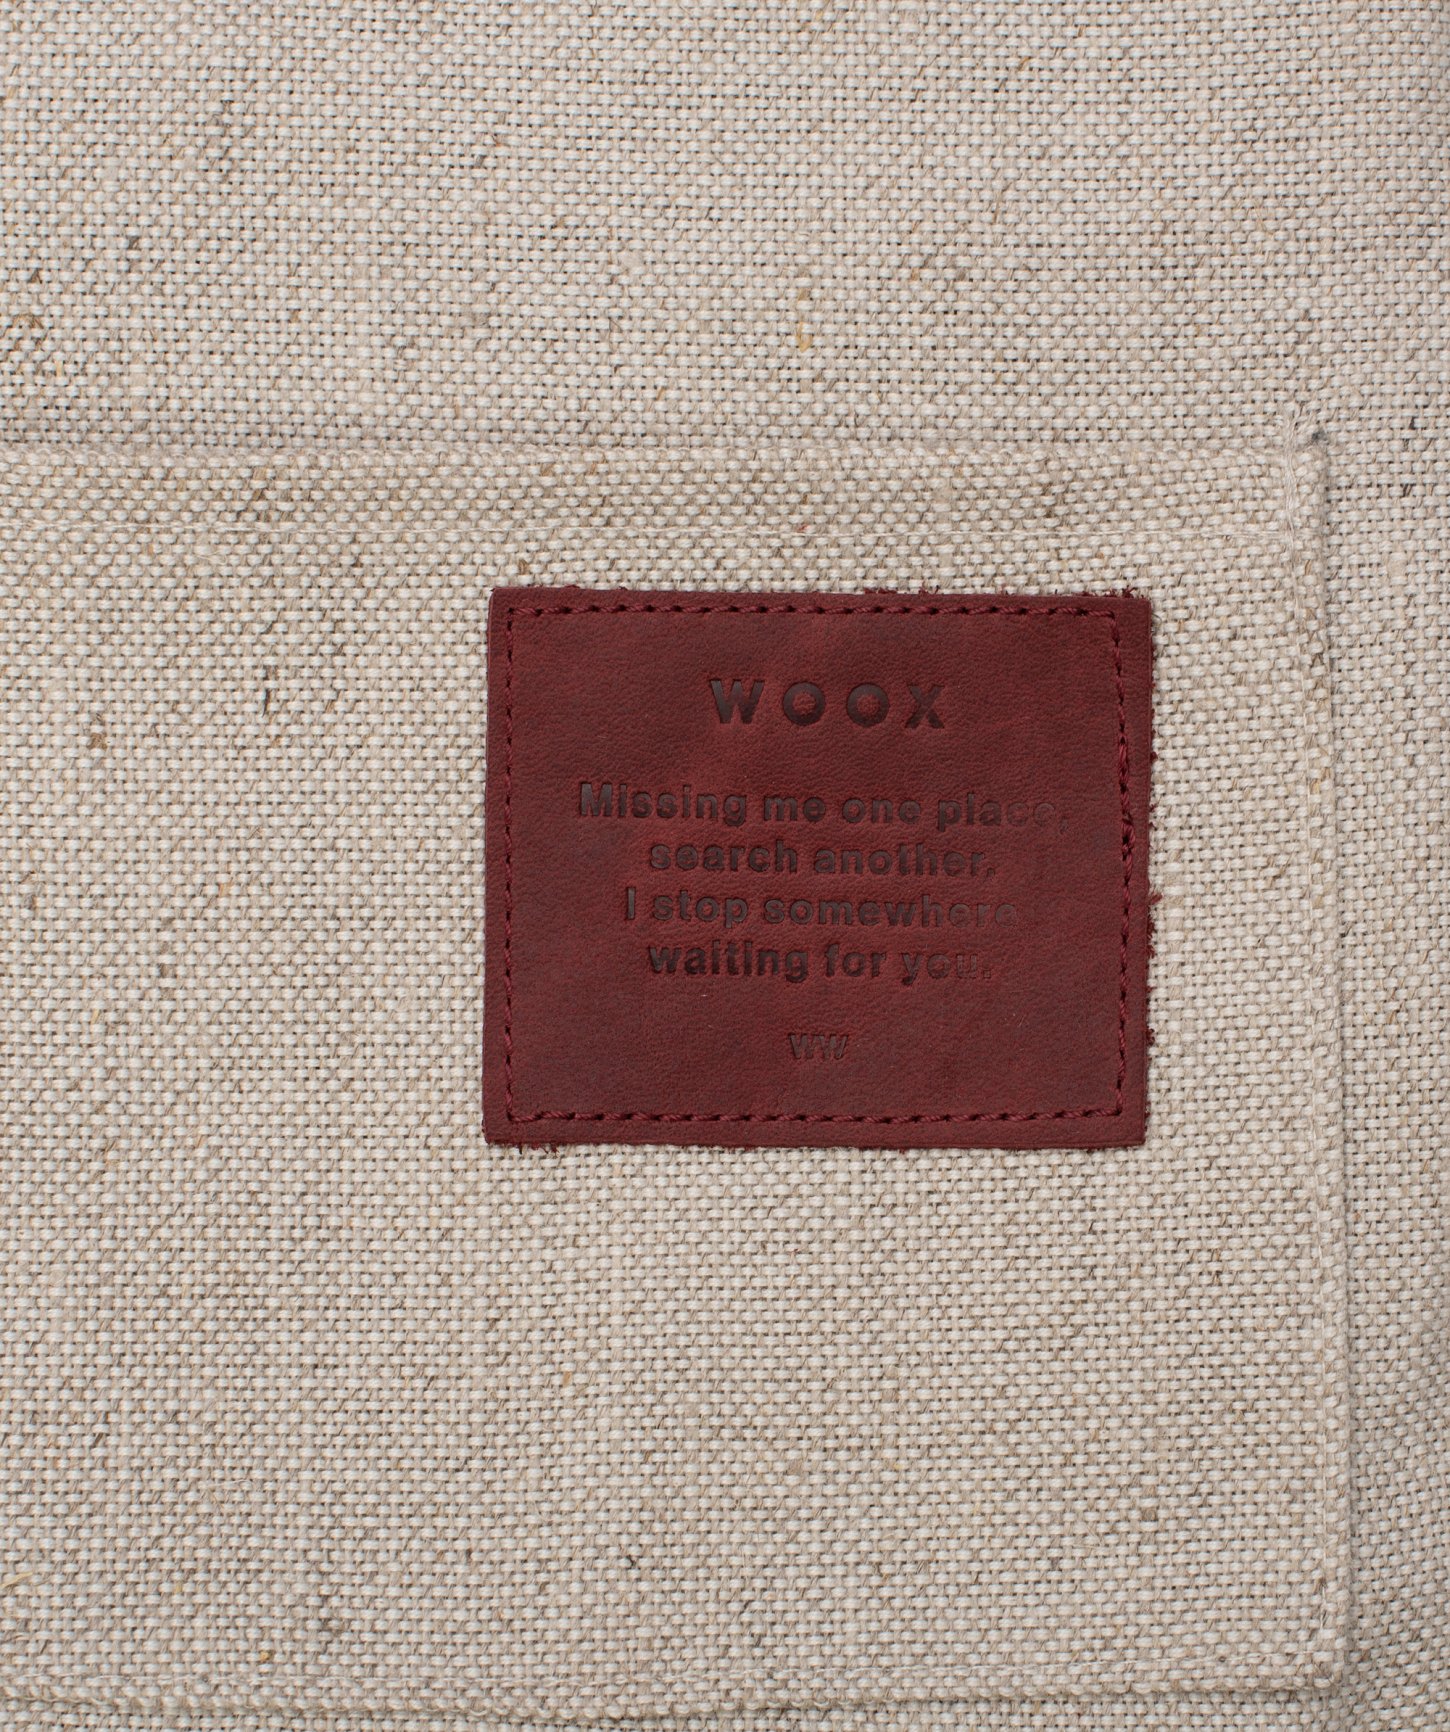 WOOX
Missing me one place,
search another.
I stop somewhere
waiting for you.
WW